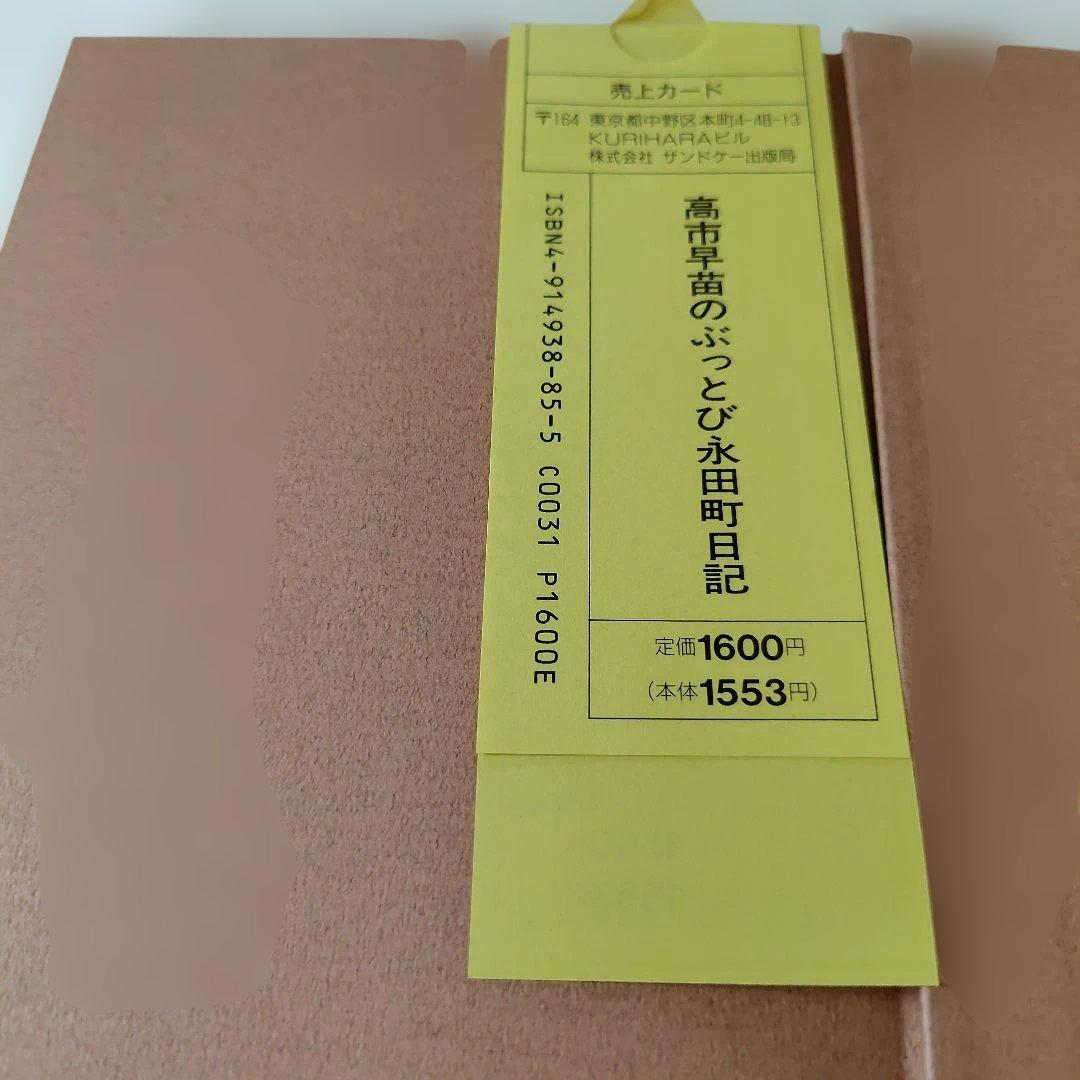 売上カード
〒164 東京都中野区本町4-48-13
KURIHARAビル
株式会社 サンドケー出版局
高市早苗のぶっとび永田町日記
ISBN4-914938-85-5 C0031 P1600E
定価1600円
(本体1553円)